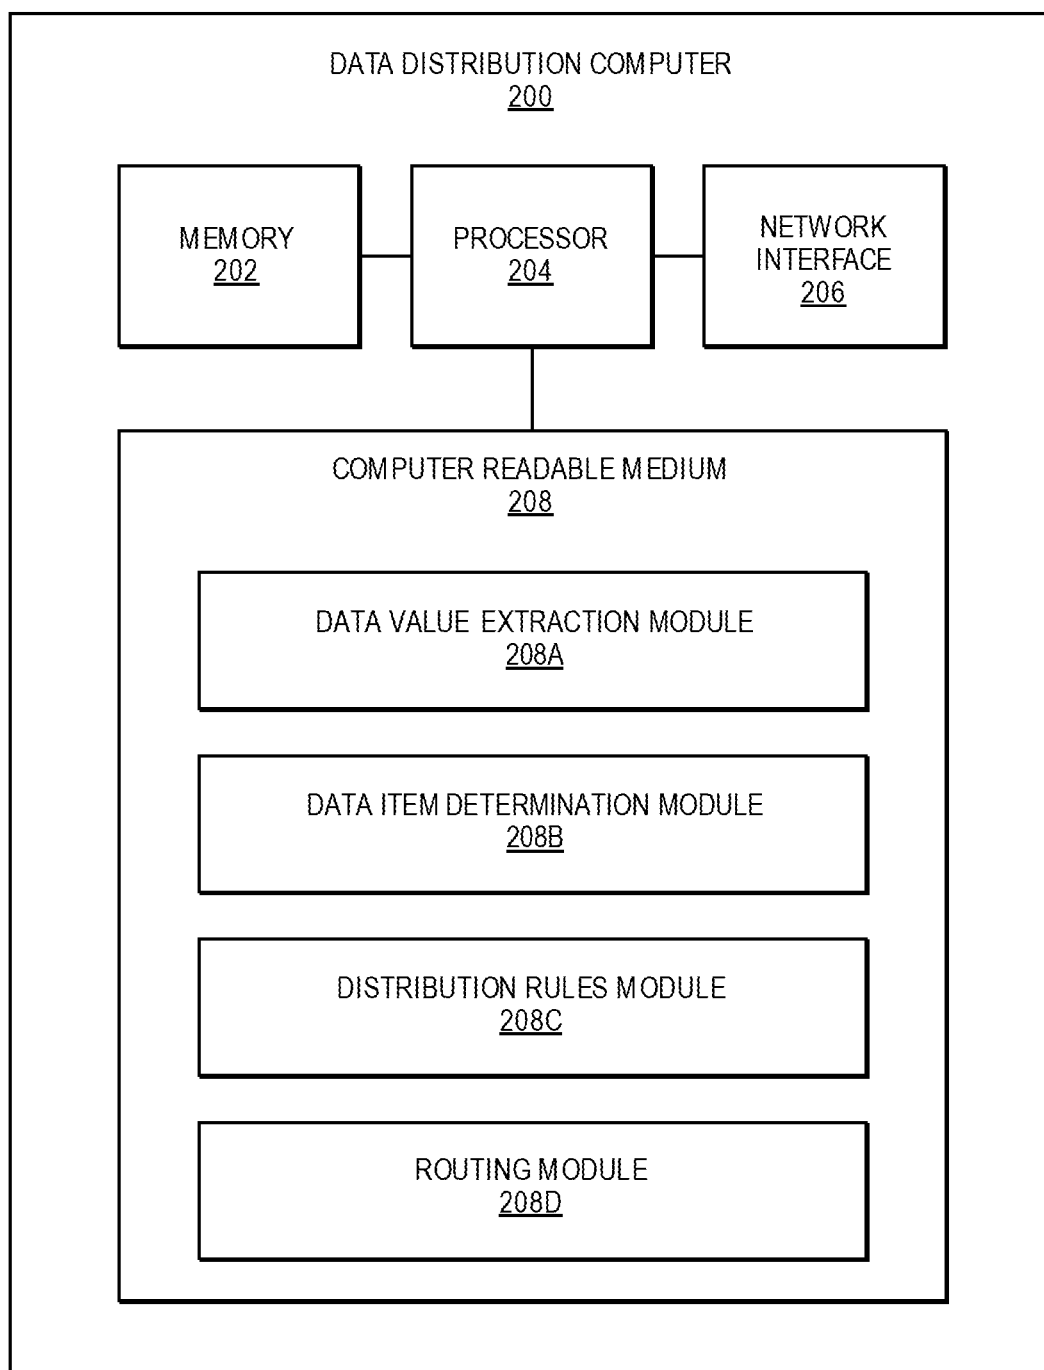 DATA DISTRIBUTION COMPUTER
200
MEMORY
202
PROCESSOR
204
NETWORK
INTERFACE
206
COMPUTER READABLE MEDIUM
208
DATA VALUE EXTRACTION MODULE
208A
DATA ITEM DETERMINATION MODULE
208B
DISTRIBUTION RULES MODULE
208C
ROUTING MODULE
208D